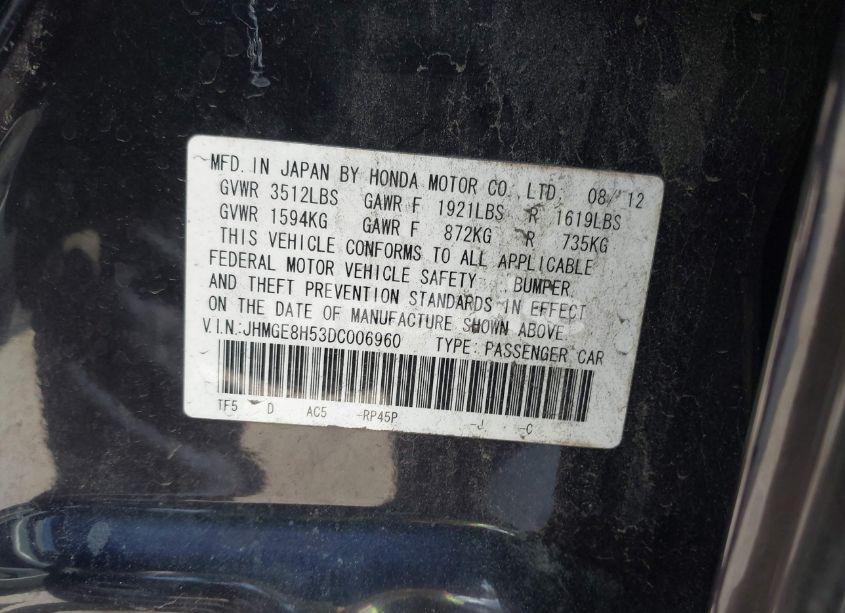 MFD. IN JAPAN BY HONDA MOTOR CO., LTD. 08/12
GVWR 3512LBS GAWR F 1921LBS R 1619LBS
GVWR 1594KG GAWR F 872KG R 735KG
THIS VEHICLE CONFORMS TO ALL APPLICABLE
FEDERAL MOTOR VEHICLE SAFETY, BUMPER,
AND THEFT PREVENTION STANDARDS IN EFFECT
ON THE DATE OF MANUFACTURE SHOWN ABOVE.
V.I.N.:JHMGE8H53DC006960 TYPE:PASSENGER CAR
TF5 D AC5 -RP45P -J -C